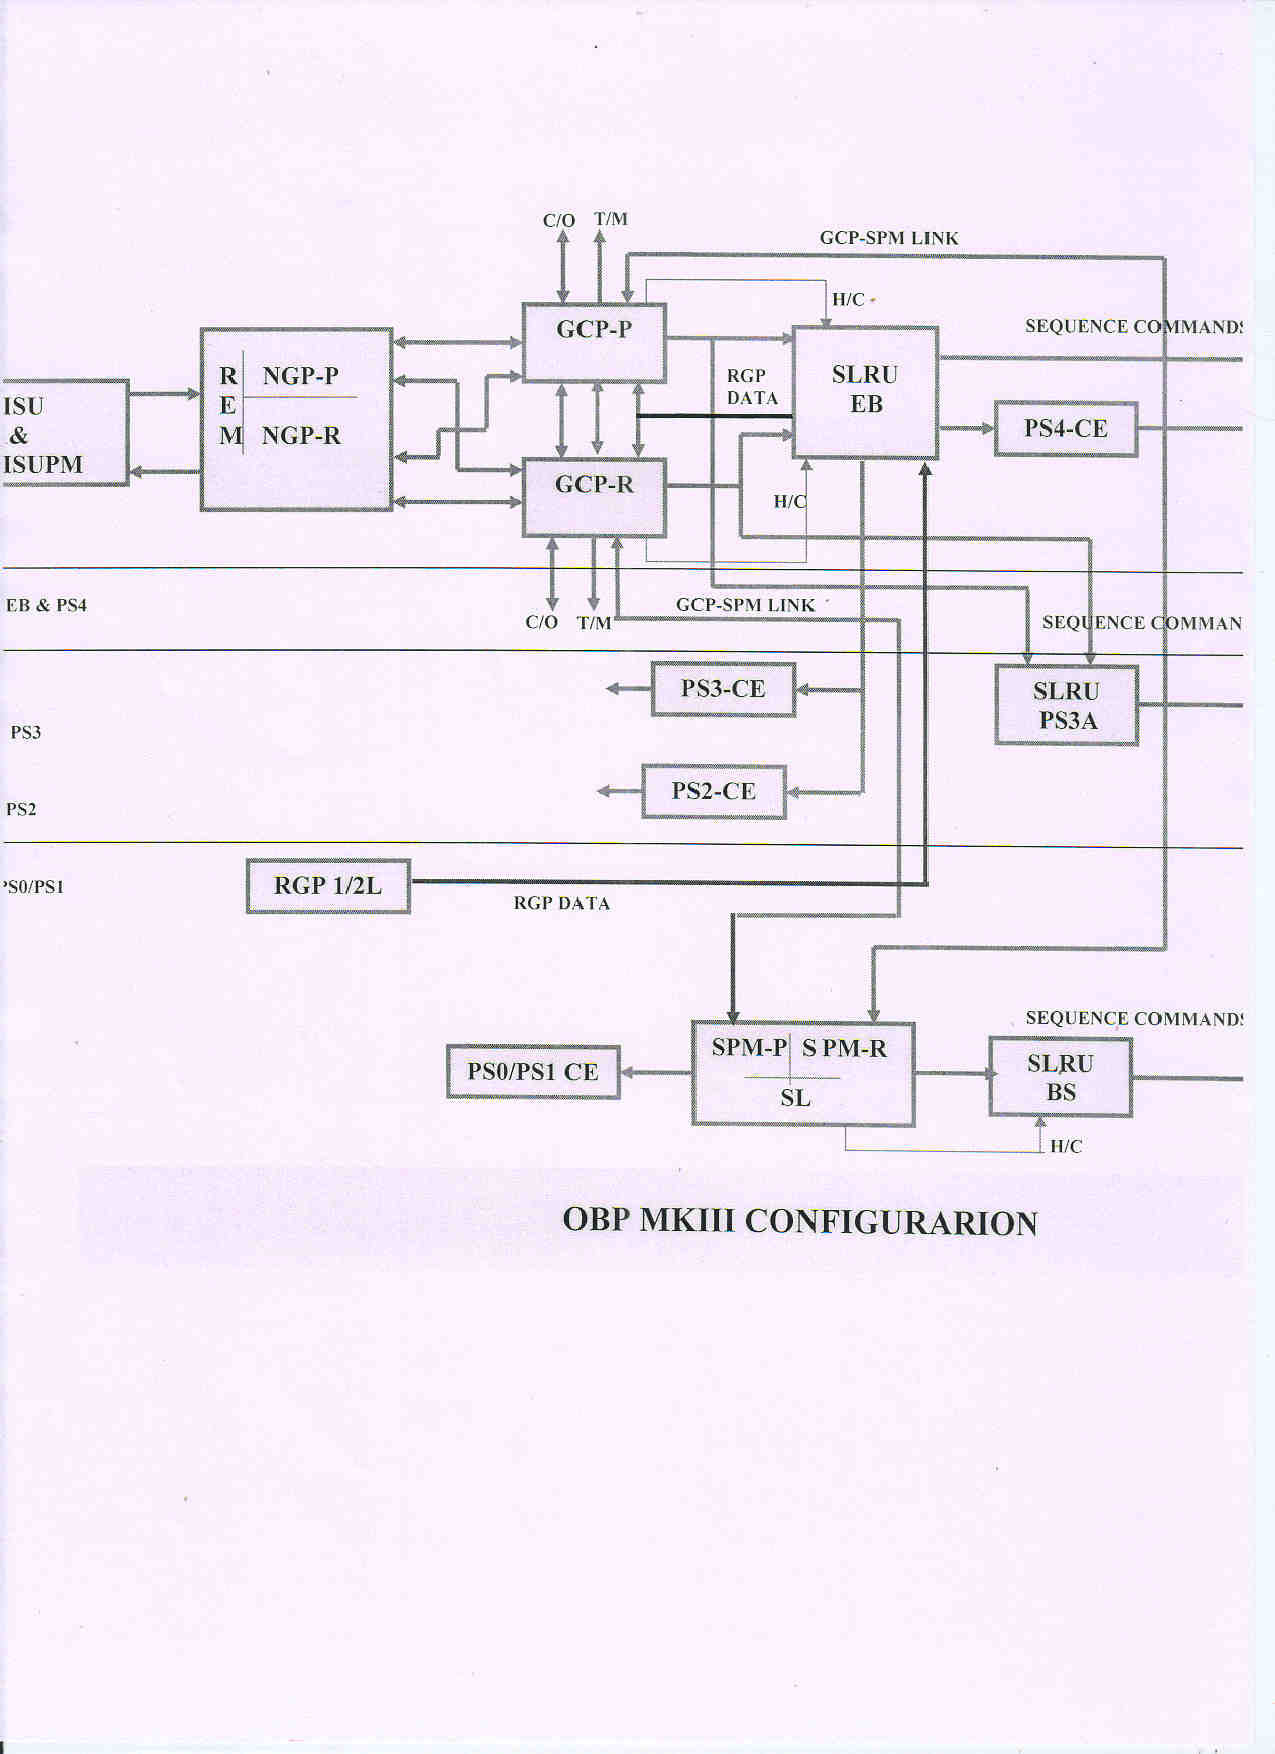 C/O T/M
GCP-SPM LINK
H/C
SEQUENCE COMMANDS
GCP-P
R NGP-P
E
M NGP-R
ISU
&
ISUPM
RGP
DATA
SLRU
EB
PS4-CE
GCP-R
H/C
EB & PS4
C/O T/M
GCP-SPM LINK
SEQUENCE COMMAN
PS3-CE
SLRU
PS3A
PS3
PS2-CE
PS2
PS0/PS1
RGP 1/2L
RGP DATA
SEQUENCE COMMANDS
SPM-P SPM-R
SL
PS0/PS1 CE
SLRU
BS
H/C
OBP MKIII CONFIGURARION